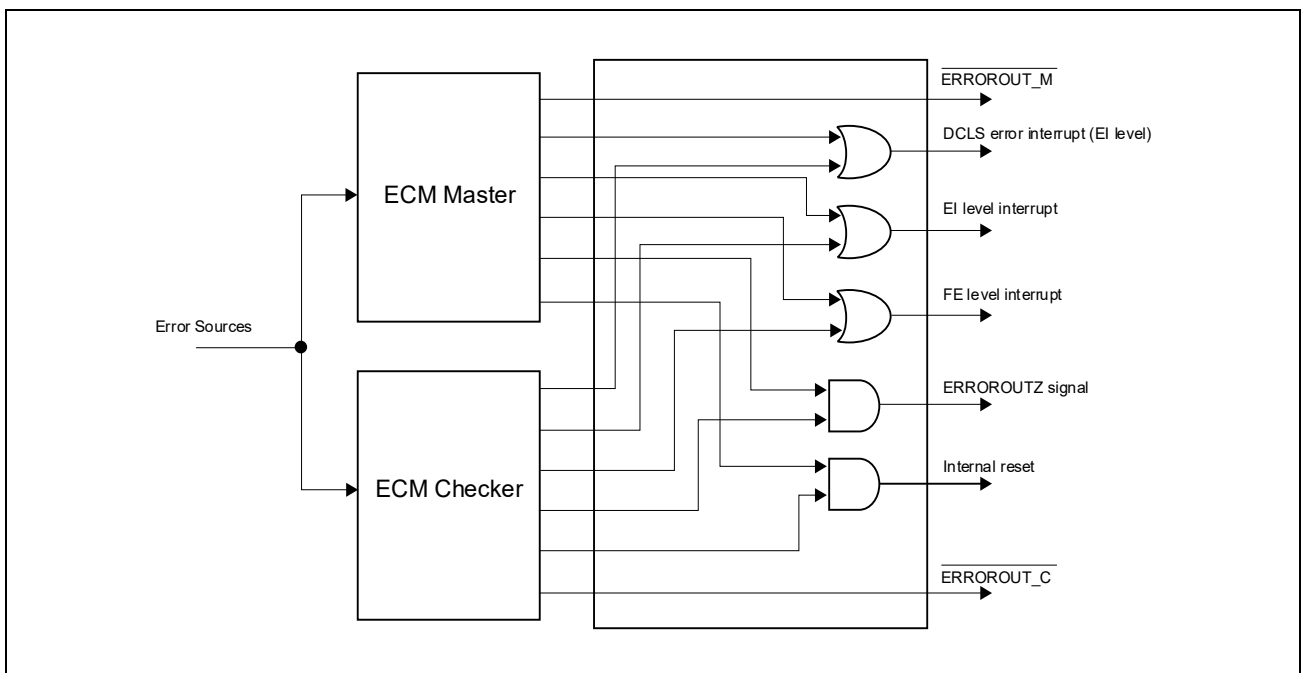 ERROROUT_M
DCLS error interrupt (EI level)
ECM Master
EI level interrupt
FE level interrupt
Error Sources
ERROROUTZ signal
Internal reset
ECM Checker
ERROROUT_C